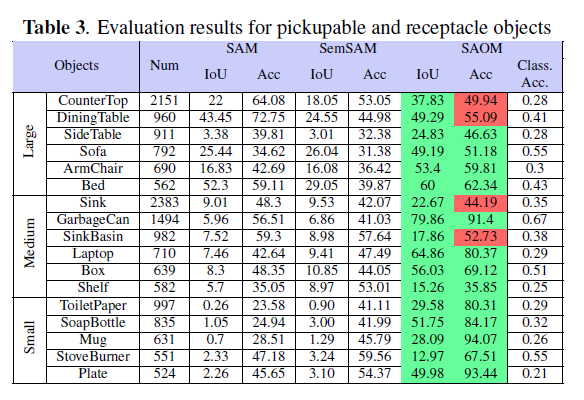 Table 3. Evaluation results for pickupable and receptacle objects
Objects Num SAM SemSAM SAOM
IoU Acc IoU Acc IoU Acc Class. Acc.
Large
CounterTop 2151 22 64.08 18.05 53.05 37.83 49.94 0.28
DiningTable 960 43.45 72.75 24.55 44.98 49.29 55.09 0.41
SideTable 911 3.38 39.81 3.01 32.38 24.83 46.63 0.28
Sofa 792 25.44 34.62 26.04 31.38 49.19 51.18 0.55
ArmChair 690 16.83 42.69 16.08 36.42 53.4 59.81 0.3
Bed 562 52.3 59.11 29.05 39.87 60 62.34 0.43
Medium
Sink 2383 9.01 48.3 9.53 42.07 22.67 44.19 0.35
GarbageCan 1494 5.96 56.51 6.86 41.03 79.86 91.4 0.67
SinkBasin 982 7.52 59.3 8.98 57.64 17.86 52.73 0.38
Laptop 710 7.46 42.64 9.41 47.49 64.86 80.37 0.29
Box 639 8.3 48.35 10.85 44.05 56.03 69.12 0.51
Shelf 582 5.7 35.05 8.97 53.01 15.26 35.85 0.25
Small
ToiletPaper 997 0.26 23.58 0.90 41.11 29.58 80.31 0.29
SoapBottle 835 1.05 24.94 3.00 41.99 51.75 84.17 0.32
Mug 631 0.7 28.51 1.29 45.79 28.09 94.07 0.26
StoveBurner 551 2.33 47.18 3.24 59.56 12.97 67.51 0.55
Plate 524 2.26 45.65 3.10 54.37 49.98 93.44 0.21